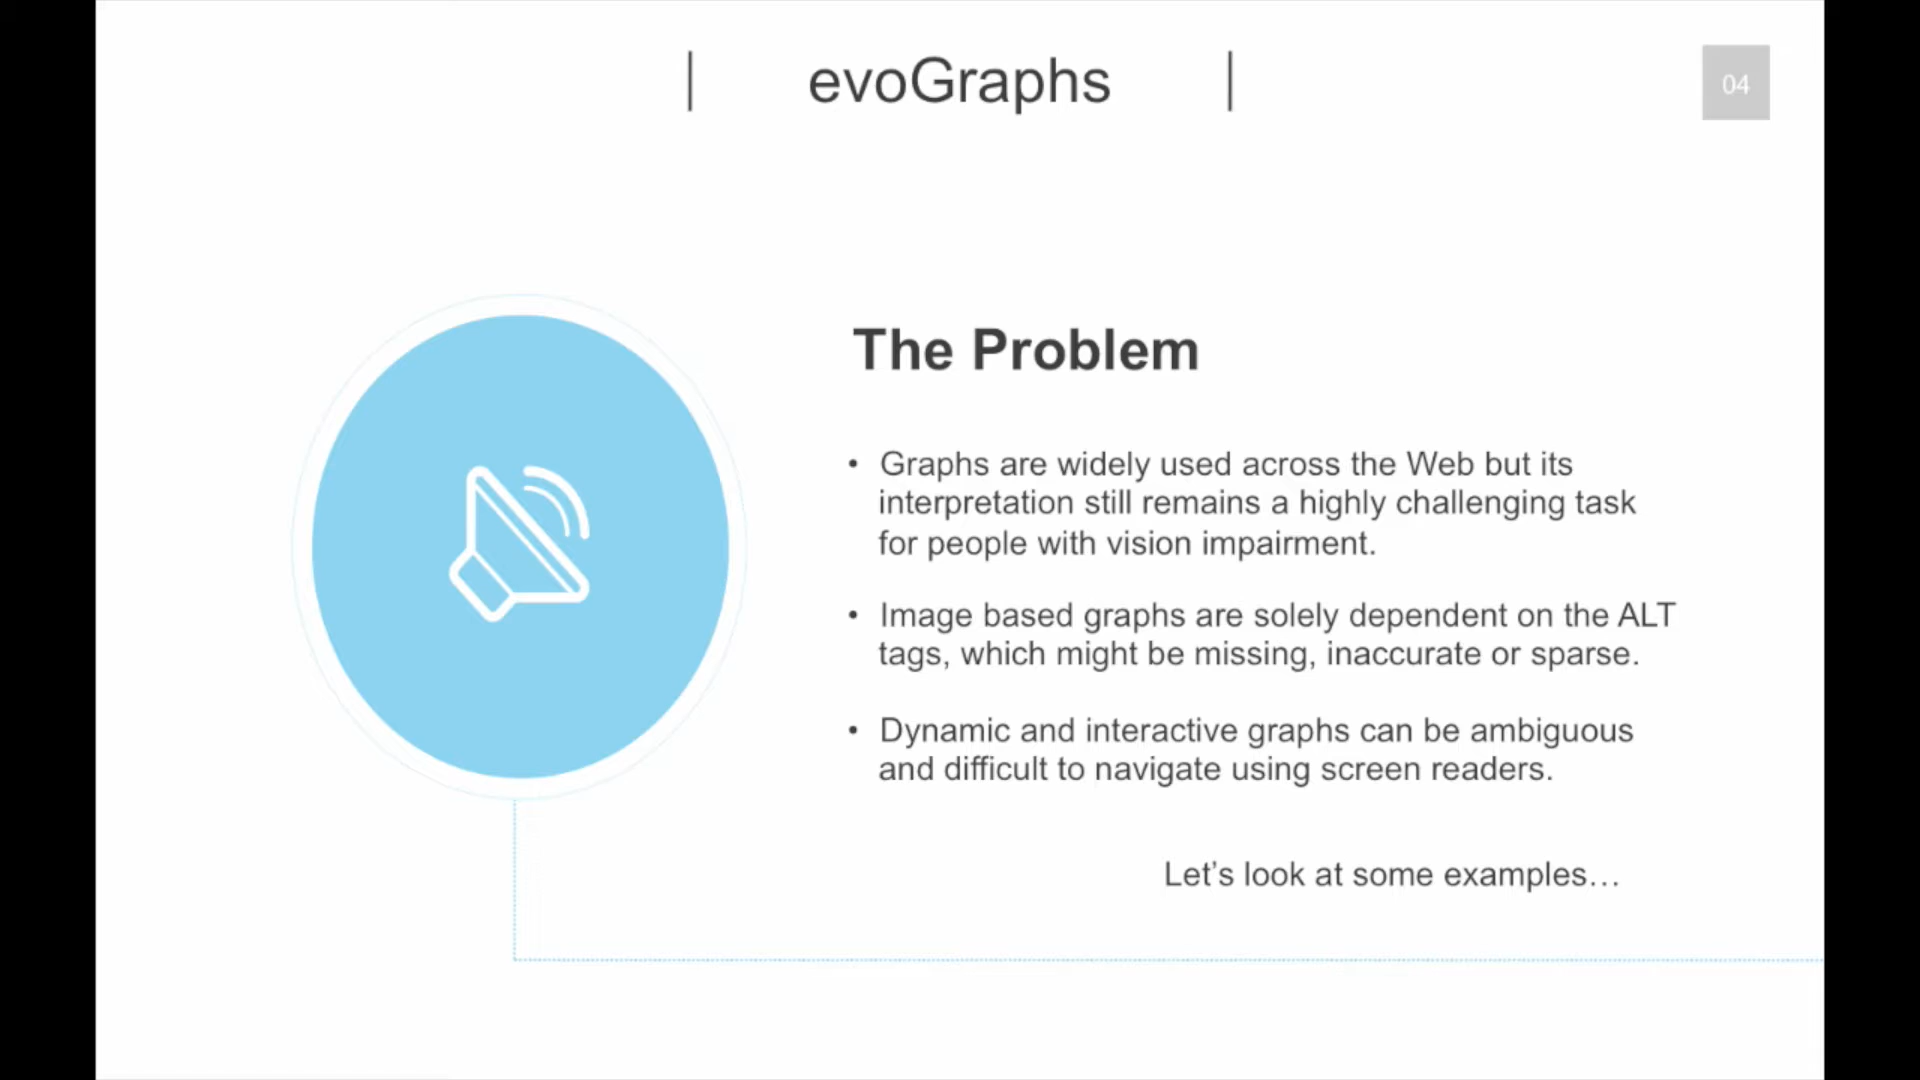 evoGraphs
04
The Problem
• Graphs are widely used across the Web but its
interpretation still remains a highly challenging task
for people with vision impairment.
• Image based graphs are solely dependent on the ALT
tags, which might be missing, inaccurate or sparse.
• Dynamic and interactive graphs can be ambiguous
and difficult to navigate using screen readers.
Let’s look at some examples…